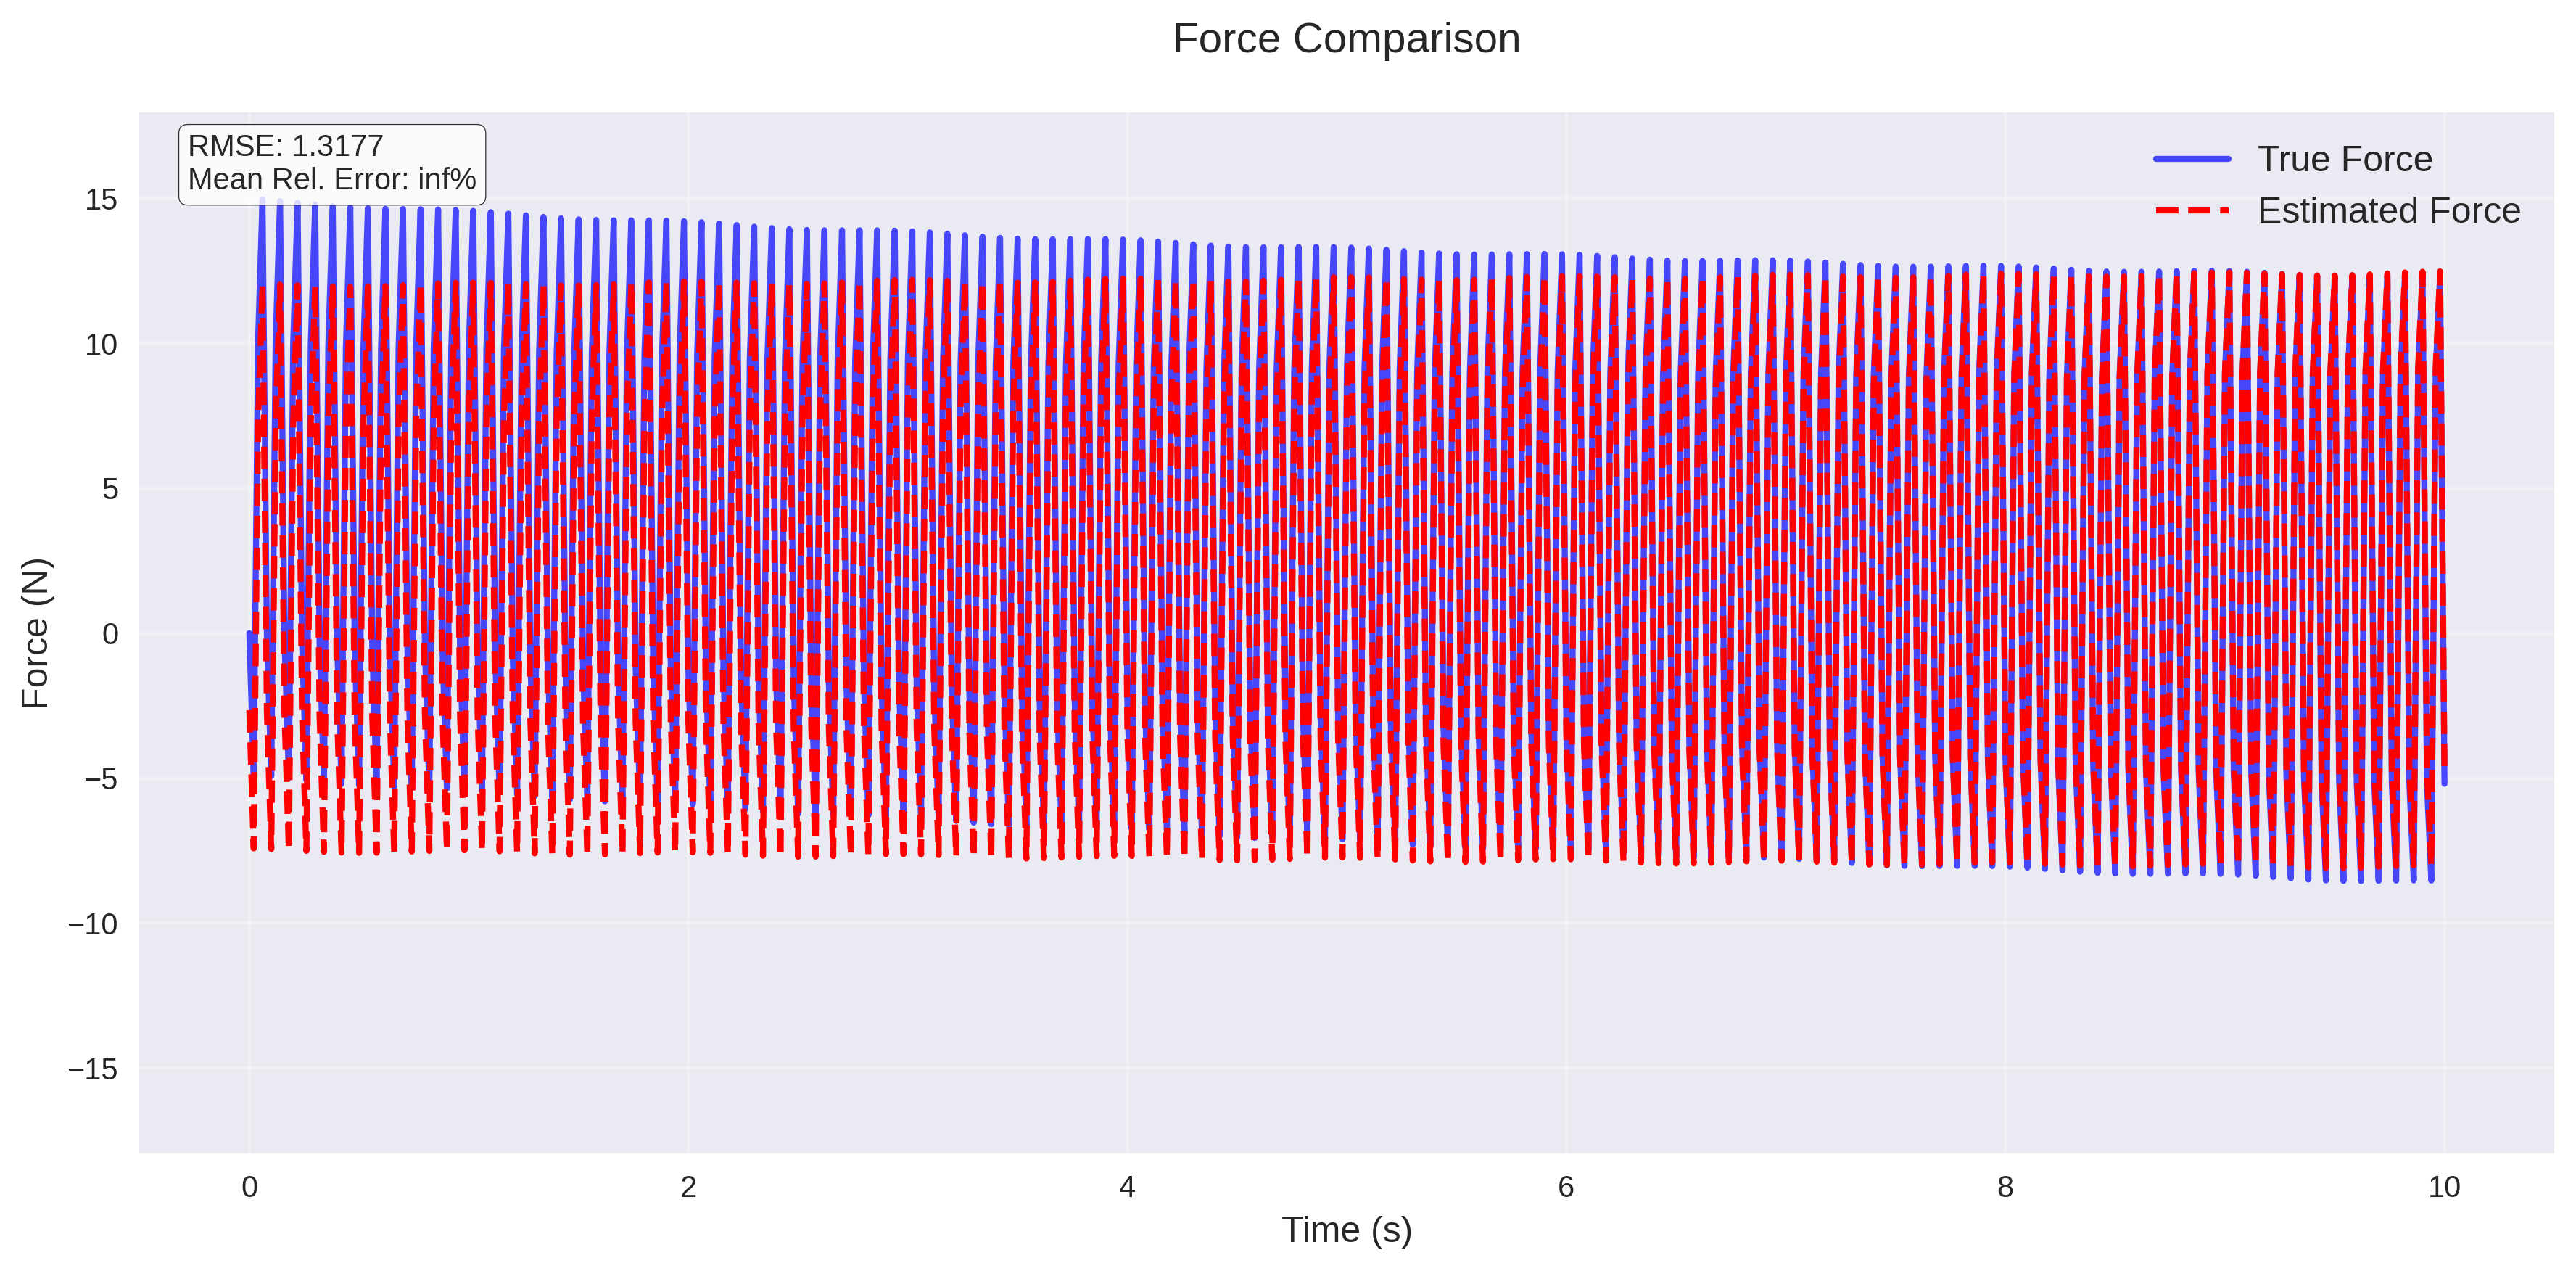 Force Comparison
RMSE: 1.3177
Mean Rel. Error: inf%
True Force
Estimated Force
15
10
5
0
−5
−10
−15
Force (N)
0
2
4
6
8
10
Time (s)